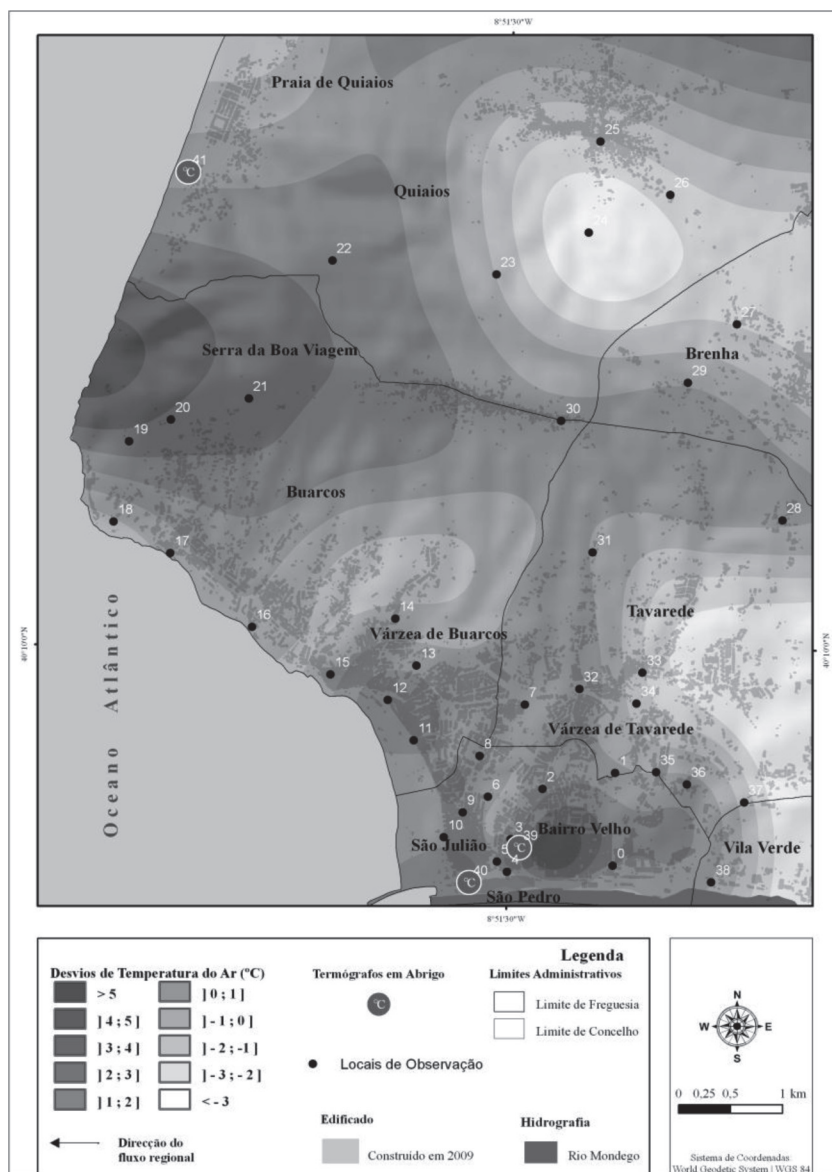 8°51'30"W
Praia de Quiaios
25
41
°C
26
Quiaios
24
22
23
27
Serra da Boa Viagem
Brenha
29
21
20
30
19
Buarcos
28
18
17
31
Oceano Atlântico
14
Tavarede
16
Várzea de Buarcos
40°10'0"N
40°10'0"N
13
33
15
32
12
34
7
Várzea de Tavarede
11
8
1
35
36
2
6
37
9
3
Bairro Velho
10
39
°C
São Julião
5
Vila Verde
4
0
40
°C
38
São Pedro
8°51'30"W
Legenda
Desvios de Temperatura do Ar (ºC)
> 5
] 4 ; 5 ]
] 3 ; 4 ]
] 2 ; 3 ]
] 1 ; 2 ]
] 0 ; 1 ]
] - 1 ; 0 ]
] - 2 ; -1 ]
] - 3 ; - 2 ]
< - 3
Direcção do
fluxo regional
Termógrafos em Abrigo
°C
Locais de Observação
Edificado
Construído em 2009
Limites Administrativos
Limite de Freguesia
Limite de Concelho
Hidrografia
Rio Mondego
N
W E
S
0 0,25 0,5 1 km
Sistema de Coordenadas
World Geodetic System | WGS 84